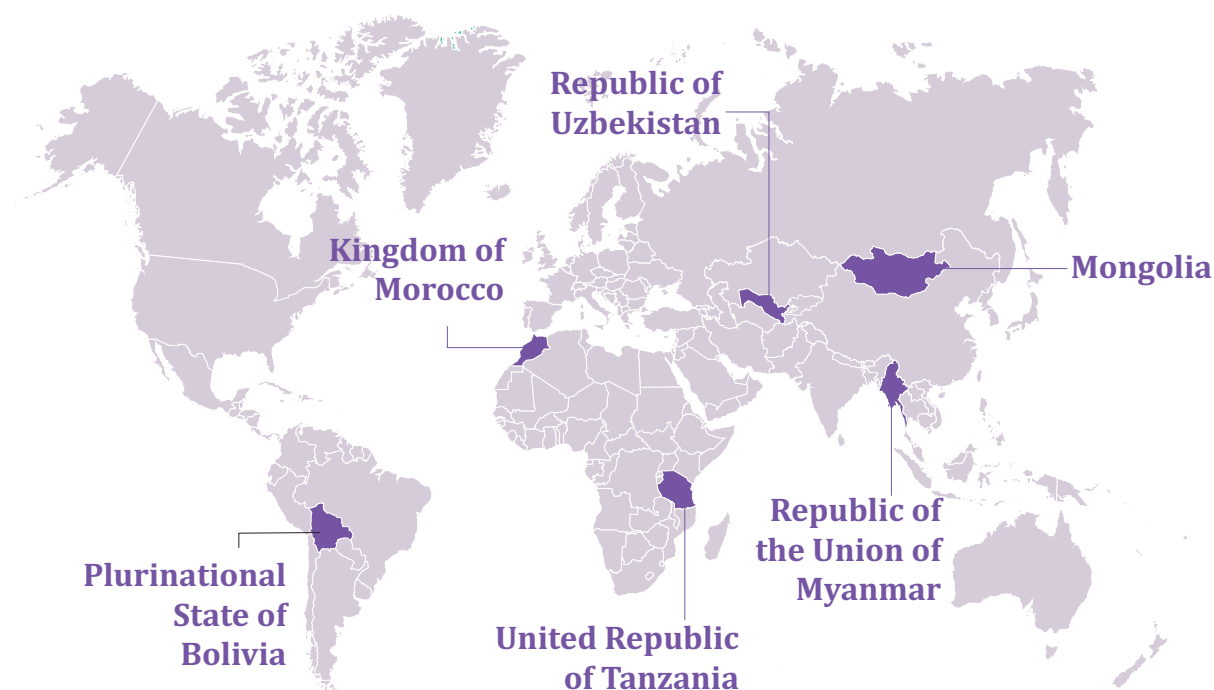 Republic of
Uzbekistan
Kingdom of
Morocco
Mongolia
Republic of
the Union of
Myanmar
Plurinational
State of
Bolivia
United Republic
of Tanzania